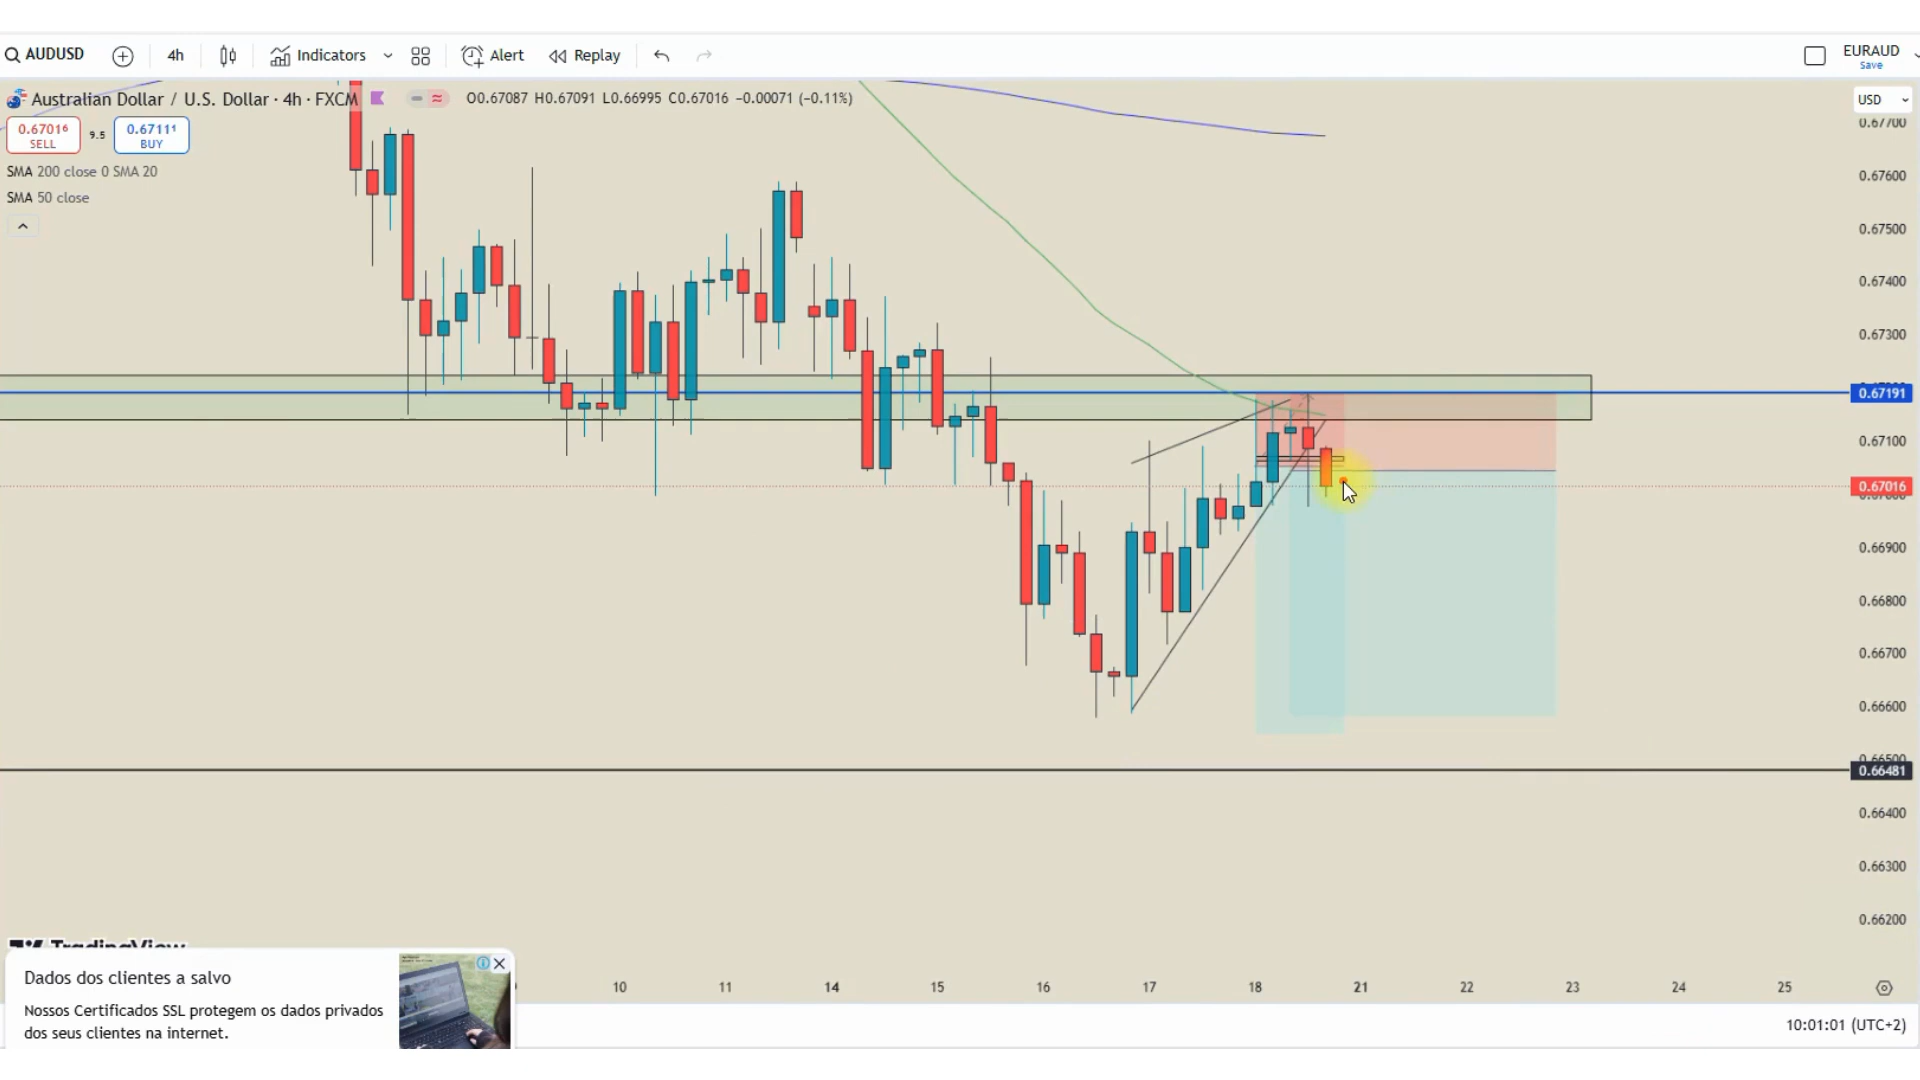 AUDUSD
4h
Indicators
Alert
Replay
EURAUD
Save
Australian Dollar / U.S. Dollar · 4h · FXCM
O0.67087 H0.67091 L0.66995 C0.67016 −0.00071 (−0.11%)
USD
0.67016
SELL
9.5
0.67111
BUY
SMA 200 close 0 SMA 20
SMA 50 close
0.67700
0.67600
0.67500
0.67400
0.67300
0.67191
0.67100
0.67016
0.66900
0.66800
0.66700
0.66600
0.66500
0.66481
0.66400
0.66300
0.66200
TradingView
Dados dos clientes a salvo
Nossos Certificados SSL protegem os dados privados
dos seus clientes na internet.
10
11
14
15
16
17
18
21
22
23
24
25
10:01:01 (UTC+2)